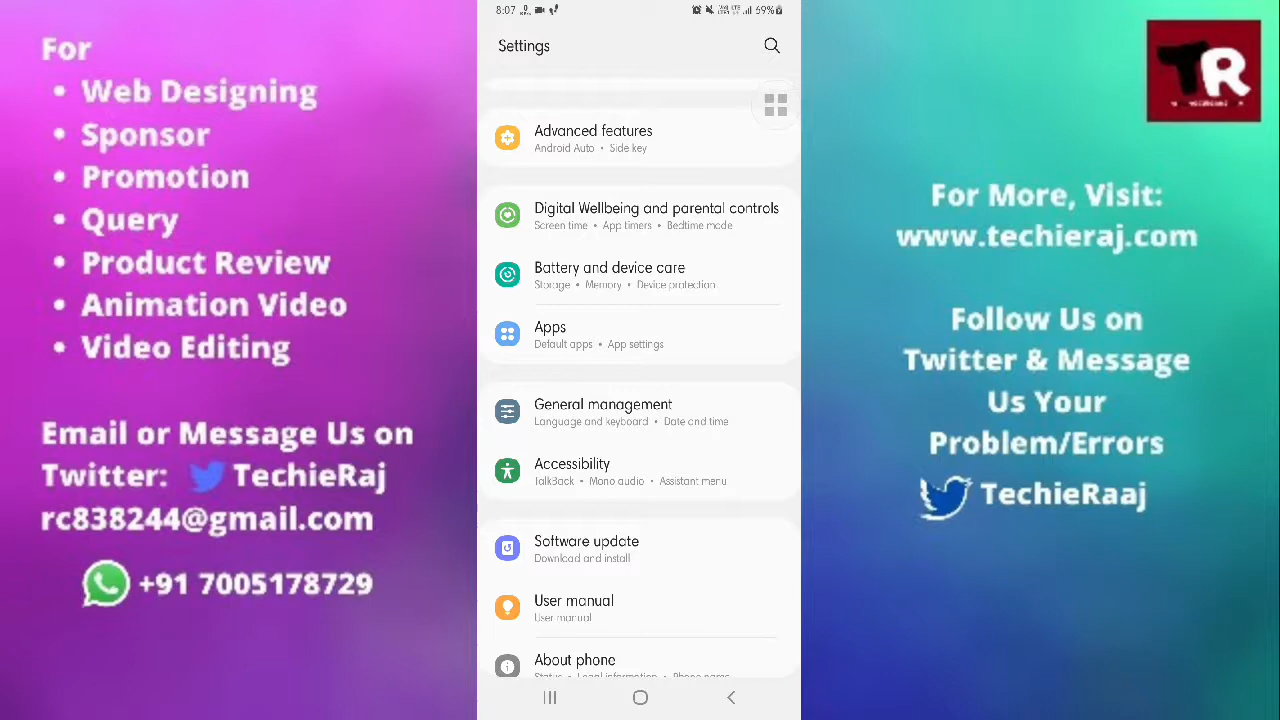 For
• Web Designing
• Sponsor
• Promotion
• Query
• Product Review
• Animation Video
• Video Editing
Email or Message Us on
Twitter: TechieRaj
rc838244@gmail.com
+91 7005178729
8:07
69%
Settings
Advanced features
Android Auto • Side key
Digital Wellbeing and parental controls
Screen time • App timers • Bedtime mode
Battery and device care
Storage • Memory • Device protection
Apps
Default apps • App settings
General management
Language and keyboard • Date and time
Accessibility
TalkBack • Mono audio • Assistant menu
Software update
Download and install
User manual
User manual
About phone
Status • Legal information • Phone name
TR
For More, Visit:
www.techieraj.com
Follow Us on
Twitter & Message
Us Your
Problem/Errors
TechieRaaj